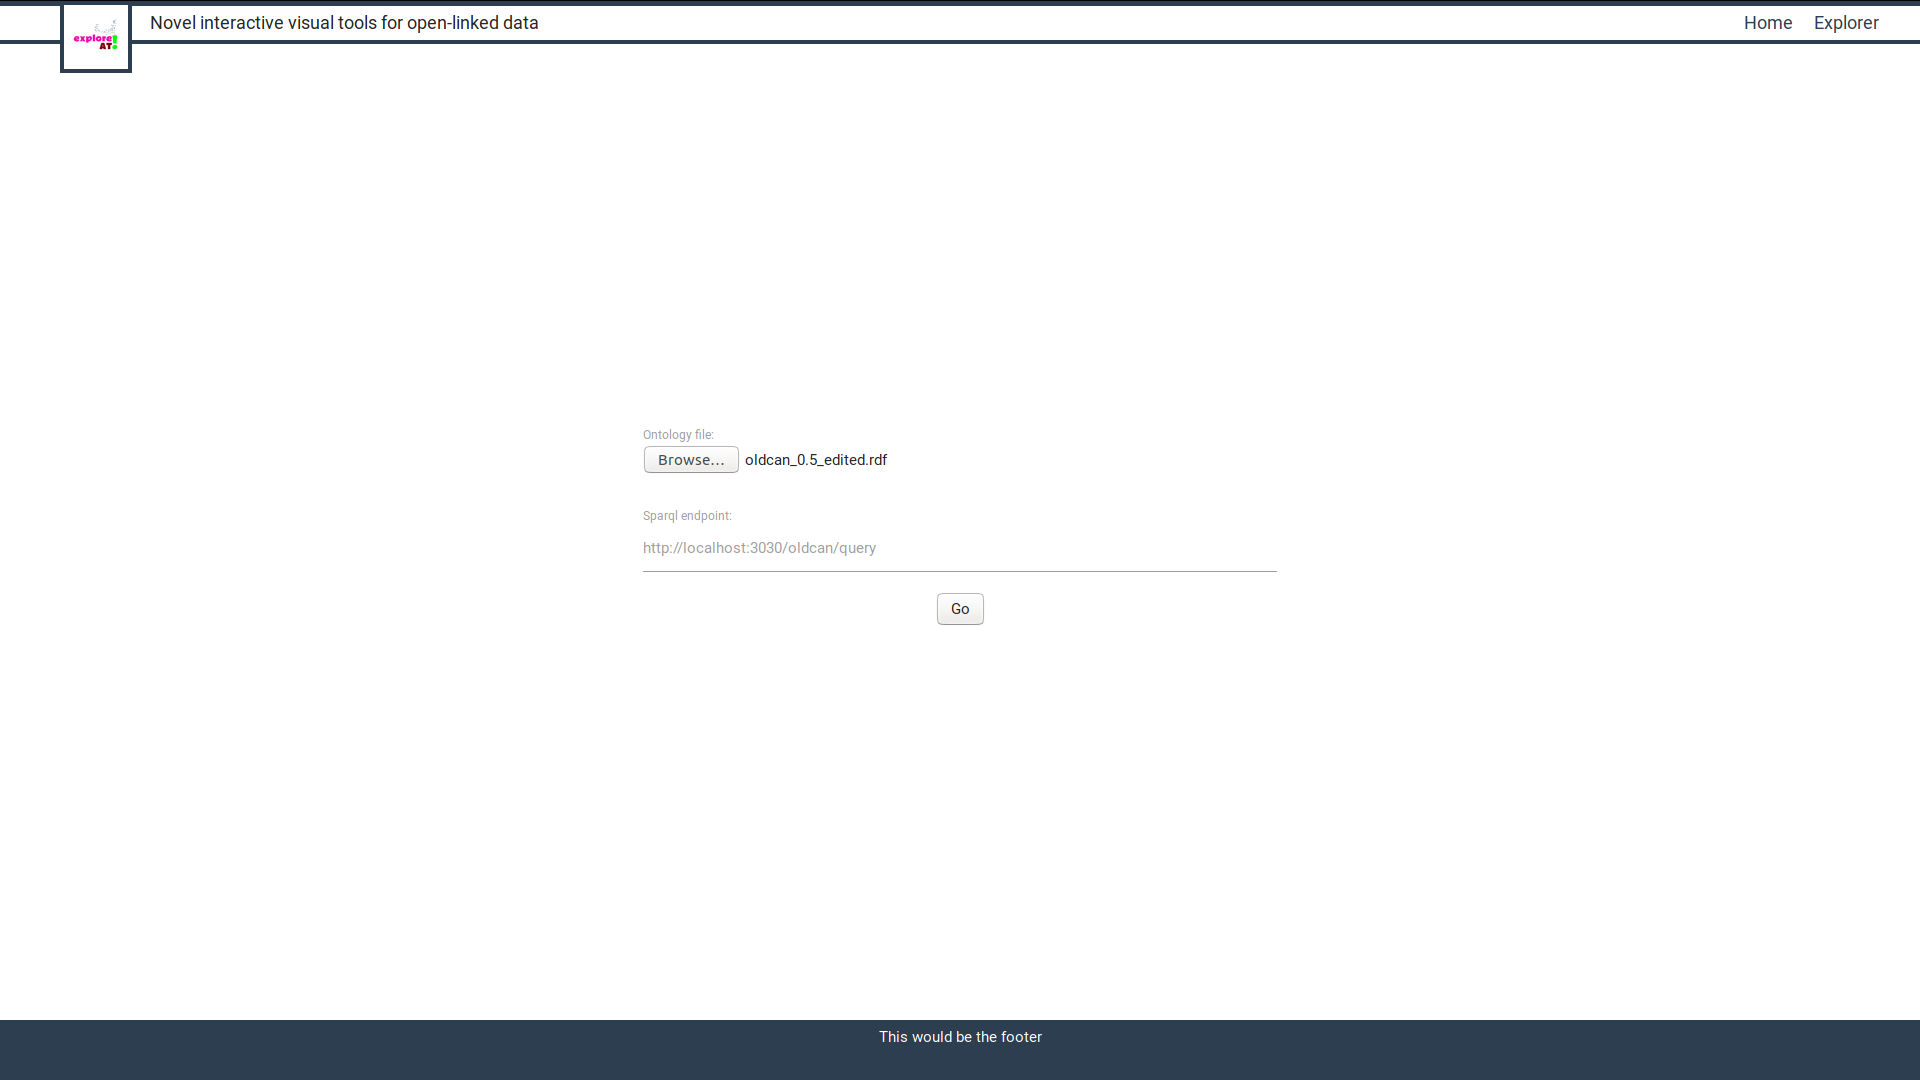 explore!
AT
Novel interactive visual tools for open-linked data
Home Explorer
Ontology file:
Browse... oldcan_0.5_edited.rdf
Sparql endpoint:
http://localhost:3030/oldcan/query
Go
This would be the footer